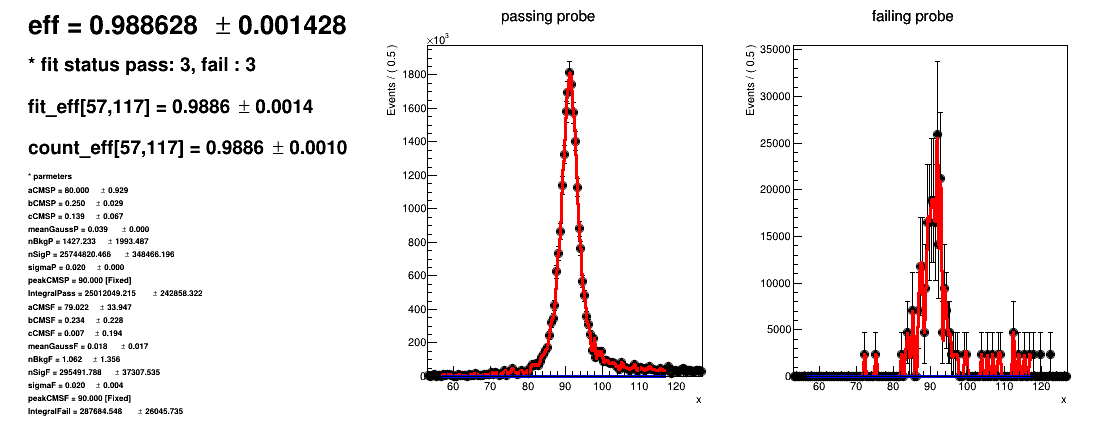 eff = 0.988628 ± 0.001428
* fit status pass: 3, fail : 3
fit_eff[57,117] = 0.9886 ± 0.0014
count_eff[57,117] = 0.9886 ± 0.0010
* parmeters
aCMSP = 80.000 ± 0.929
bCMSP = 0.250 ± 0.029
cCMSP = 0.139 ± 0.067
meanGaussP = 0.039 ± 0.000
nBkgP = 1427.233 ± 1993.487
nSigP = 25744820.466 ± 348466.196
sigmaP = 0.020 ± 0.000
peakCMSP = 90.000 [Fixed]
IntegralPass = 25012049.215 ± 242858.322
aCMSF = 79.022 ± 33.947
bCMSF = 0.234 ± 0.228
cCMSF = 0.007 ± 0.194
meanGaussF = 0.018 ± 0.017
nBkgF = 1.062 ± 1.356
nSigF = 295491.788 ± 37307.535
sigmaF = 0.020 ± 0.004
peakCMSF = 90.000 [Fixed]
IntegralFail = 287684.546 ± 26045.735
passing probe
×10³
Events / ( 0.5 )
1800
1600
1400
1200
1000
800
600
400
200
0
60 70 80 90 100 110 120
x
failing probe
Events / ( 0.5 )
35000
30000
25000
20000
15000
10000
5000
0
60 70 80 90 100 110 120
x